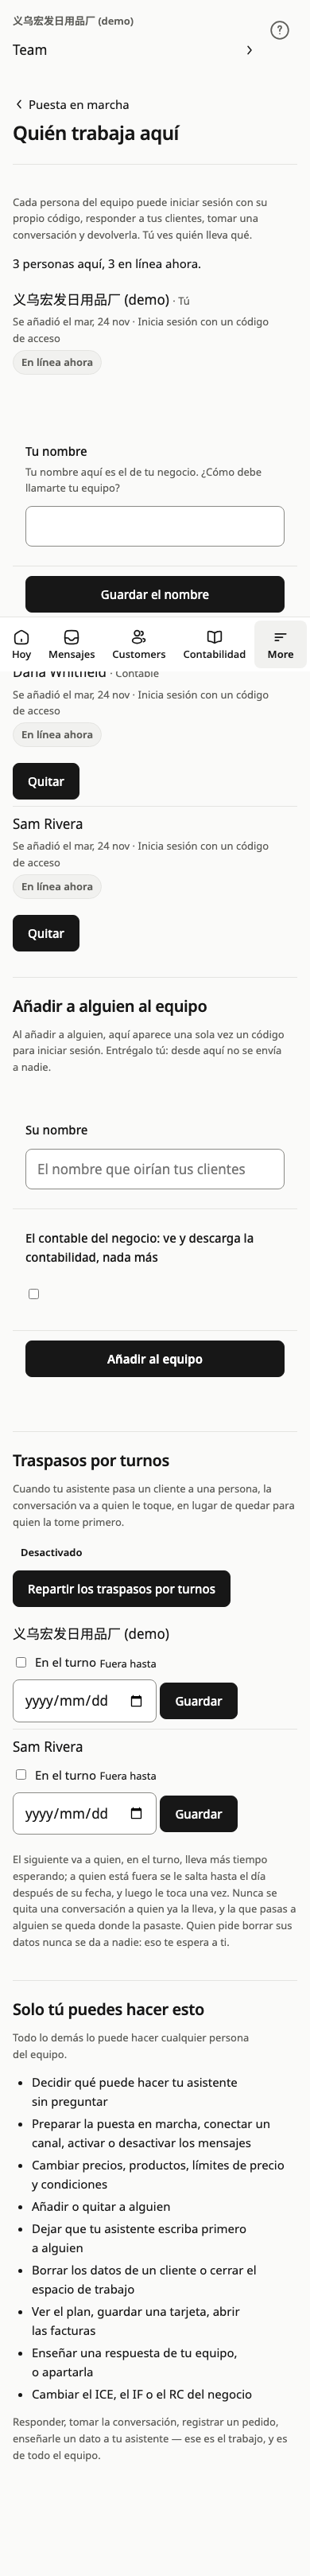 义乌宏发日用品厂 (demo)
Team
Puesta en marcha
Quién trabaja aquí
Cada persona del equipo puede iniciar sesión con su
propio código, responder a tus clientes, tomar una
conversación y devolverla. Tú ves quién lleva qué.
3 personas aquí, 3 en línea ahora.
义乌宏发日用品厂 (demo) · Tú
Se añadió el mar, 24 nov · Inicia sesión con un código
de acceso
En línea ahora
Tu nombre
Tu nombre aquí es el de tu negocio. ¿Cómo debe
llamarte tu equipo?
Guardar el nombre
Hoy
Mensajes
Customers
Contabilidad
More
Dana Whitfield · Contable
Se añadió el mar, 24 nov · Inicia sesión con un código
de acceso
En línea ahora
Quitar
Sam Rivera
Se añadió el mar, 24 nov · Inicia sesión con un código
de acceso
En línea ahora
Quitar
Añadir a alguien al equipo
Al añadir a alguien, aquí aparece una sola vez un código
para iniciar sesión. Entrégalo tú: desde aquí no se envía
a nadie.
Su nombre
El nombre que oirían tus clientes
El contable del negocio: ve y descarga la
contabilidad, nada más
Añadir al equipo
Traspasos por turnos
Cuando tu asistente pasa un cliente a una persona, la
conversación va a quien le toque, en lugar de quedar para
quien la tome primero.
Desactivado
Repartir los traspasos por turnos
义乌宏发日用品厂 (demo)
En el turno Fuera hasta
yyyy/mm/dd
Guardar
Sam Rivera
En el turno Fuera hasta
yyyy/mm/dd
Guardar
El siguiente va a quien, en el turno, lleva más tiempo
esperando; a quien está fuera se le salta hasta el día
después de su fecha, y luego le toca una vez. Nunca se
quita una conversación a quien ya la lleva, y la que pasas a
alguien se queda donde la pasaste. Quien pide borrar sus
datos nunca se da a nadie: eso te espera a ti.
Solo tú puedes hacer esto
Todo lo demás lo puede hacer cualquier persona
del equipo.
• Decidir qué puede hacer tu asistente
sin preguntar
• Preparar la puesta en marcha, conectar un
canal, activar o desactivar los mensajes
• Cambiar precios, productos, límites de precio
y condiciones
• Añadir o quitar a alguien
• Dejar que tu asistente escriba primero
a alguien
• Borrar los datos de un cliente o cerrar el
espacio de trabajo
• Ver el plan, guardar una tarjeta, abrir
las facturas
• Enseñar una respuesta de tu equipo,
o apartarla
• Cambiar el ICE, el IF o el RC del negocio
Responder, tomar la conversación, registrar un pedido,
enseñarle un dato a tu asistente — ese es el trabajo, y es
de todo el equipo.